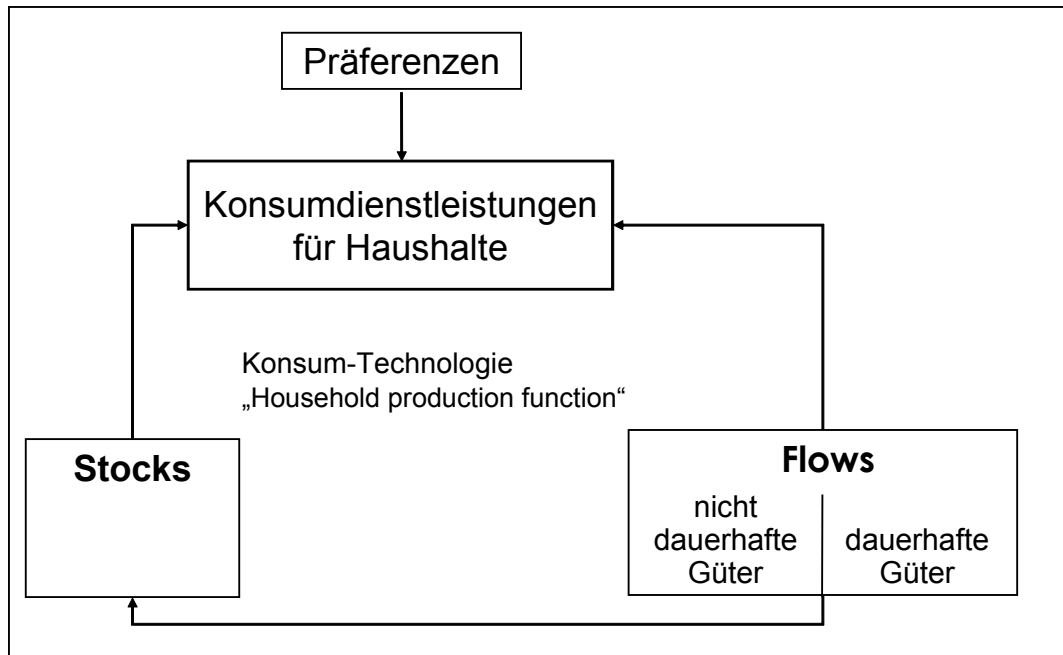 Präferenzen
Konsumdienstleistungen
für Haushalte
Konsum-Technologie
„Household production function“
Stocks
Flows
nicht
dauerhafte
Güter
dauerhafte
Güter